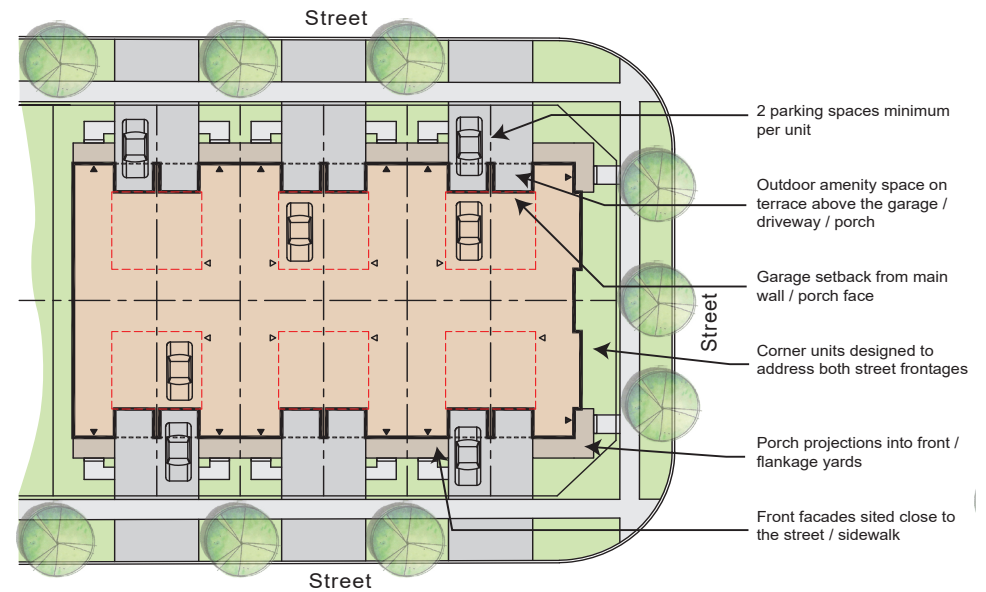 Street
2 parking spaces minimum
per unit
Outdoor amenity space on
terrace above the garage /
driveway / porch
Garage setback from main
wall / porch face
Street
Corner units designed to
address both street frontages
Porch projections into front /
flankage yards
Front facades sited close to
the street / sidewalk
Street